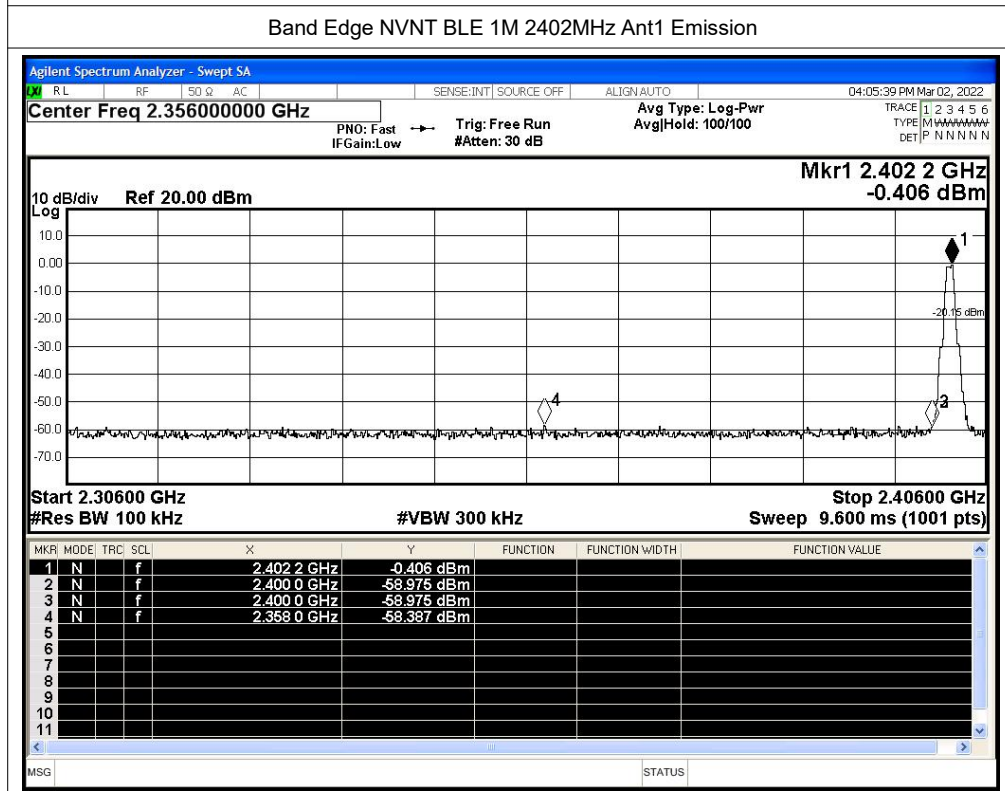 Band Edge NVNT BLE 1M 2402MHz Ant1 Emission
Agilent Spectrum Analyzer - Swept SA
LXI RL RF 50 Ω AC SENSE:INT SOURCE OFF ALIGN AUTO 04:05:39 PM Mar 02, 2022
Center Freq 2.356000000 GHz Avg Type: Log-Pwr TRACE 1 2 3 4 5 6
PNO: Fast Trig: Free Run Avg|Hold: 100/100 TYPE M
IFGain:Low #Atten: 30 dB DET P N N N N N
Mkr1 2.402 2 GHz
10 dB/div Ref 20.00 dBm -0.406 dBm
Log
10.0
1
0.00
-10.0
-20.0
-20.15 dBm
-30.0
-40.0
-50.0
4
-60.0
-70.0
Start 2.30600 GHz Stop 2.40600 GHz
#Res BW 100 kHz #VBW 300 kHz Sweep 9.600 ms (1001 pts)
MKR MODE TRC SCL X Y FUNCTION FUNCTION WIDTH FUNCTION VALUE
1 N f 2.402 2 GHz -0.406 dBm
2 N f 2.400 0 GHz -58.975 dBm
3 N f 2.400 0 GHz -58.975 dBm
4 N f 2.358 0 GHz -58.387 dBm
5
6
7
8
9
10
11
MSG STATUS